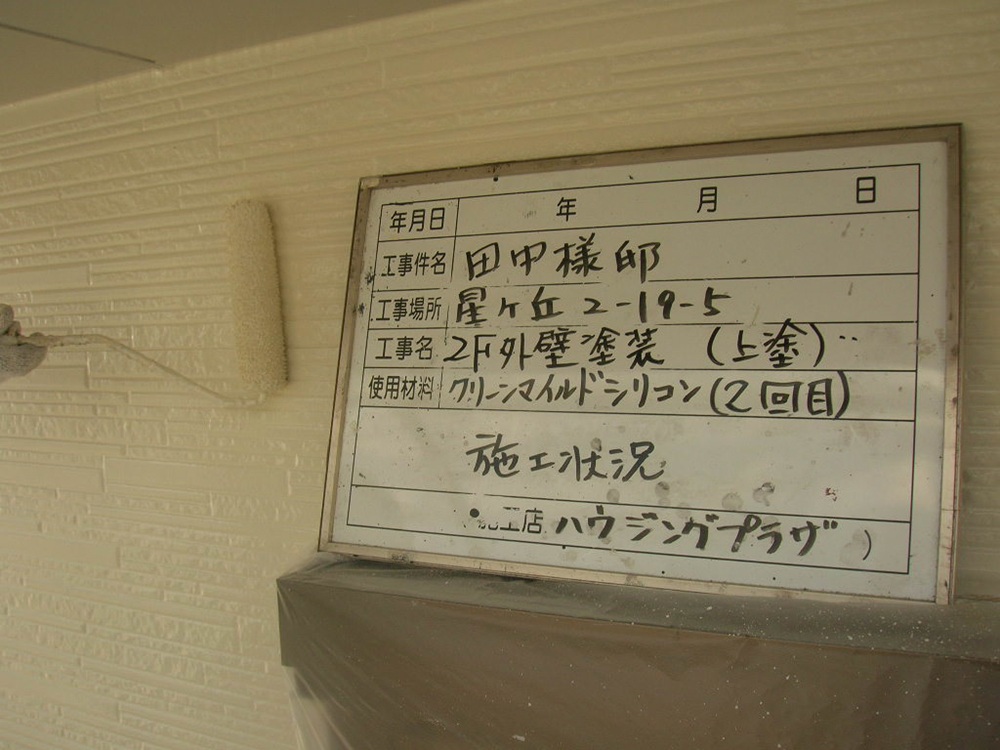 年月日 年 月 日
工事件名 田中様邸
工事場所 星ヶ丘2-19-5
工事名 2F外壁塗装 (上塗)
使用材料 クリーンマイルドシリコン(2回目)
施工状況
施工店 ハウジングプラザ )